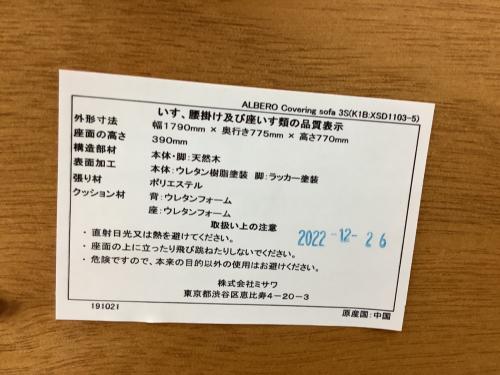 ALBERO Covering sofa 3S(K1B:XSD1103-5)
いす、腰掛け及び座いす類の品質表示
外形寸法 幅1790mm × 奥行き775mm × 高さ770mm
座面の高さ 390mm
構造部材 本体・脚：天然木
表面加工 本体：ウレタン樹脂塗装 脚：ラッカー塗装
張り材 ポリエステル
クッション材 背：ウレタンフォーム
座：ウレタンフォーム
取扱い上の注意
・直射日光又は熱を避けてください。
・座面の上に立ったり飛び跳ねたりしないでください。
・危険ですので、本来の目的以外の使用はお避けください。
2022-12-26
株式会社ミサワ
東京都渋谷区恵比寿4－20－3
191021
原産国：中国